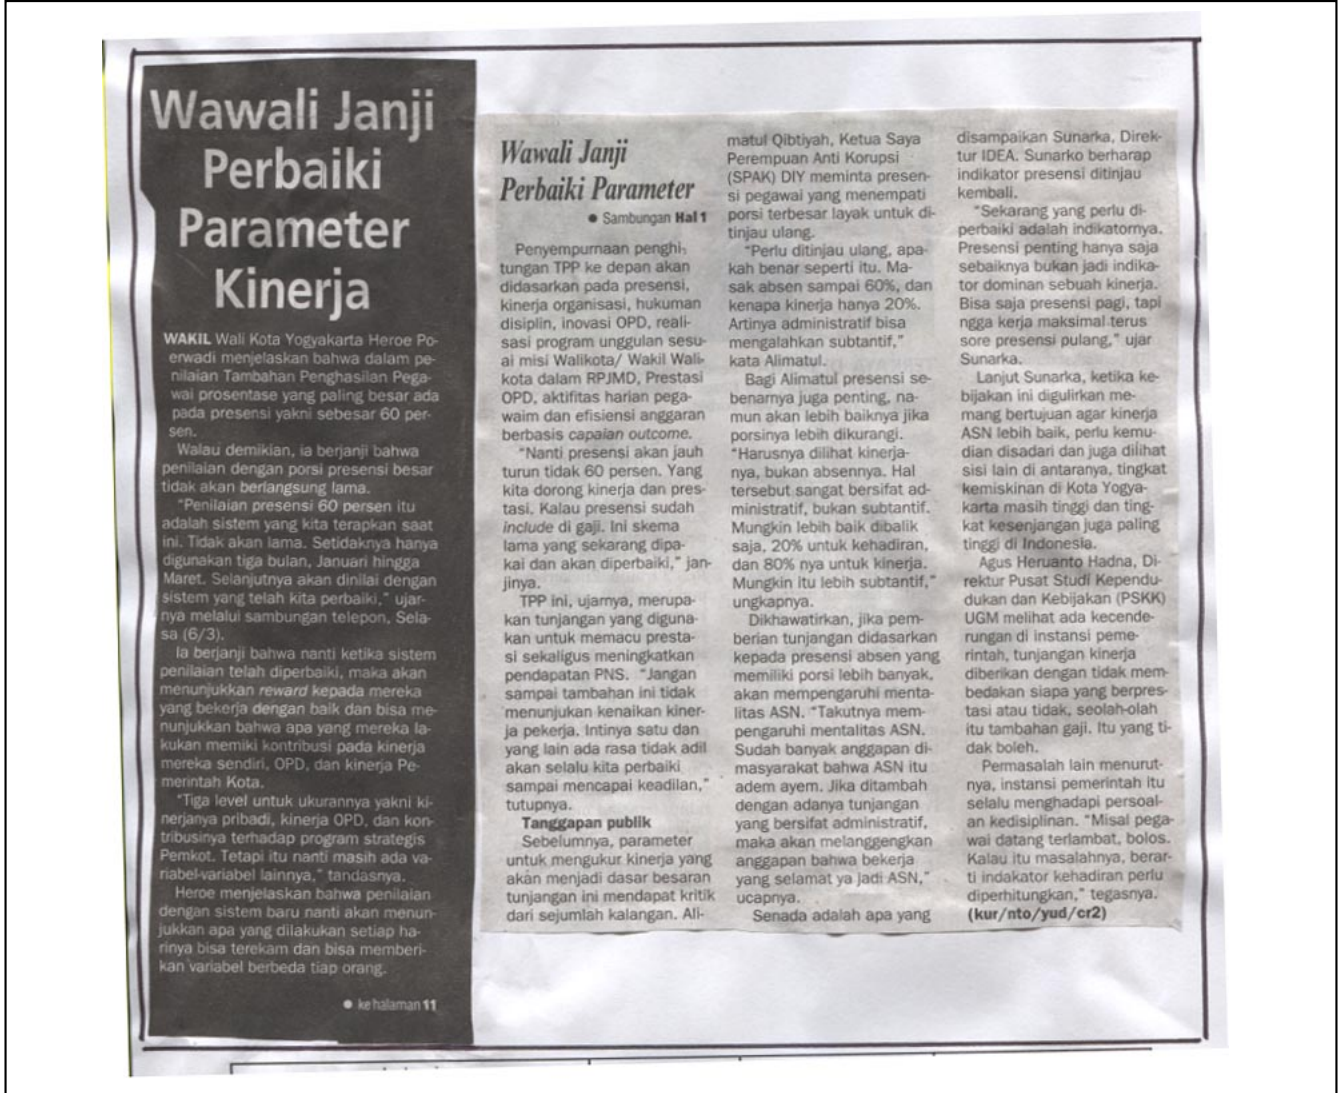 Wawali Janji
Perbaiki
Parameter
Kinerja
WAKIL Wali Kota Yogyakarta Heroe Po-
erwadi menjelaskan bahwa dalam pe-
nilaian Tambahan Penghasilan Pega-
wai prosentase yang paling besar ada
pada presensi yakni sebesar 60 per-
sen.
Walau demikian, ia berjanji bahwa
penilaian dengan porsi presensi besar
tidak akan berlangsung lama.
"Penilaian presensi 60 persen itu
adalah sistem yang kita terapkan saat
ini. Tidak akan lama. Setidaknya hanya
digunakan tiga bulan, Januari hingga
Maret. Selanjutnya akan dinilai dengan
sistem yang telah kita perbaiki," ujar-
nya melalui sambungan telepon, Sela-
sa (6/3).
Ia berjanji bahwa nanti ketika sistem
penilaian telah diperbaiki, maka akan
menunjukkan reward kepada mereka
yang bekerja dengan baik dan bisa me-
nunjukkan bahwa apa yang mereka la-
kukan memiki kontribusi pada kinerja
mereka sendiri, OPD, dan kinerja Pe-
merintah Kota.
"Tiga level untuk ukurannya yakni ki-
nerjanya pribadi, kinerja OPD, dan kon-
tribusinya terhadap program strategis
Pemkot. Tetapi itu nanti masih ada va-
riabel-variabel lainnya," tandasnya.
Heroe menjelaskan bahwa penilaian
dengan sistem baru nanti akan menun-
jukkan apa yang dilakukan setiap ha-
rinya bisa terekam dan bisa memberi-
kan variabel berbeda tiap orang.
● ke halaman 11
Wawali Janji
Perbaiki Parameter
● Sambungan Hal 1
Penyempurnaan penghi-
tungan TPP ke depan akan
didasarkan pada presensi,
kinerja organisasi, hukuman
disiplin, inovasi OPD, reali-
sasi program unggulan sesu-
ai misi Walikota/ Wakil Wali-
kota dalam RPJMD, Prestasi
OPD, aktifitas harian pega-
waim dan efisiensi anggaran
berbasis capaian outcome.
"Nanti presensi akan jauh
turun tidak 60 persen. Yang
kita dorong kinerja dan pres-
tasi. Kalau presensi sudah
include di gaji. Ini skema
lama yang sekarang dipa-
kai dan akan diperbaiki," jan-
jinya.
TPP ini, ujarnya, merupa-
kan tunjangan yang diguna-
kan untuk memacu presta-
si sekaligus meningkatkan
pendapatan PNS. "Jangan
sampai tambahan ini tidak
menunjukan kenaikan kiner-
ja pekerja. Intinya satu dan
yang lain ada rasa tidak adil
akan selalu kita perbaiki
sampai mencapai keadilan,"
tutupnya.
Tanggapan publik
Sebelumnya, parameter
untuk mengukur kinerja yang
akan menjadi dasar besaran
tunjangan ini mendapat kritik
dari sejumlah kalangan. Ali-
matul Qibtiyah, Ketua Saya
Perempuan Anti Korupsi
(SPAK) DIY meminta presen-
si pegawai yang menempati
porsi terbesar layak untuk di-
tinjau ulang.
"Perlu ditinjau ulang, apa-
kah benar seperti itu. Ma-
sak absen sampai 60%, dan
kenapa kinerja hanya 20%.
Artinya administratif bisa
mengalahkan subtantif,"
kata Alimatul.
Bagi Alimatul presensi se-
benarnya juga penting, na-
mun akan lebih baiknya jika
porsinya lebih dikurangi.
"Harusnya dilihat kinerja-
nya, bukan absennya. Hal
tersebut sangat bersifat ad-
ministratif, bukan subtantif.
Mungkin lebih baik dibalik
saja, 20% untuk kehadiran,
dan 80% nya untuk kinerja.
Mungkin itu lebih subtantif,"
ungkapnya.
Dikhawatirkan, jika pem-
berian tunjangan didasarkan
kepada presensi absen yang
memiliki porsi lebih banyak,
akan mempengaruhi menta-
litas ASN. "Takutnya mem-
pengaruhi mentalitas ASN.
Sudah banyak anggapan di-
masyarakat bahwa ASN itu
adem ayem. Jika ditambah
dengan adanya tunjangan
yang bersifat administratif,
maka akan melanggengkan
anggapan bahwa bekerja
yang selamat ya jadi ASN,"
ucapnya.
Senada adalah apa yang
disampaikan Sunarka, Direk-
tur IDEA. Sunarko berharap
indikator presensi ditinjau
kembali.
"Sekarang yang perlu di-
perbaiki adalah indikatornya.
Presensi penting hanya saja
sebaiknya bukan jadi indika-
tor dominan sebuah kinerja.
Bisa saja presensi pagi, tapi
ngga kerja maksimal terus
sore presensi pulang," ujar
Sunarka.
Lanjut Sunarka, ketika ke-
bijakan ini digulirkan me-
mang bertujuan agar kinerja
ASN lebih baik, perlu kemu-
dian disadari dan juga dilihat
sisi lain di antaranya, tingkat
kemiskinan di Kota Yogya-
karta masih tinggi dan ting-
kat kesenjangan juga paling
tinggi di Indonesia.
Agus Heruanto Hadna, Di-
rektur Pusat Studi Kependu-
dukan dan Kebijakan (PSKK)
UGM melihat ada kecende-
rungan di instansi peme-
rintah, tunjangan kinerja
diberikan dengan tidak mem-
bedakan siapa yang berpres-
tasi atau tidak, seolah-olah
itu tambahan gaji. Itu yang ti-
dak boleh.
Permasalah lain menurut-
nya, instansi pemerintah itu
selalu menghadapi persoal-
an kedisiplinan. "Misal pega-
wai datang terlambat, bolos.
Kalau itu masalahnya, berar-
ti indakator kehadiran perlu
diperhitungkan," tegasnya.
(kur/nto/yud/cr2)